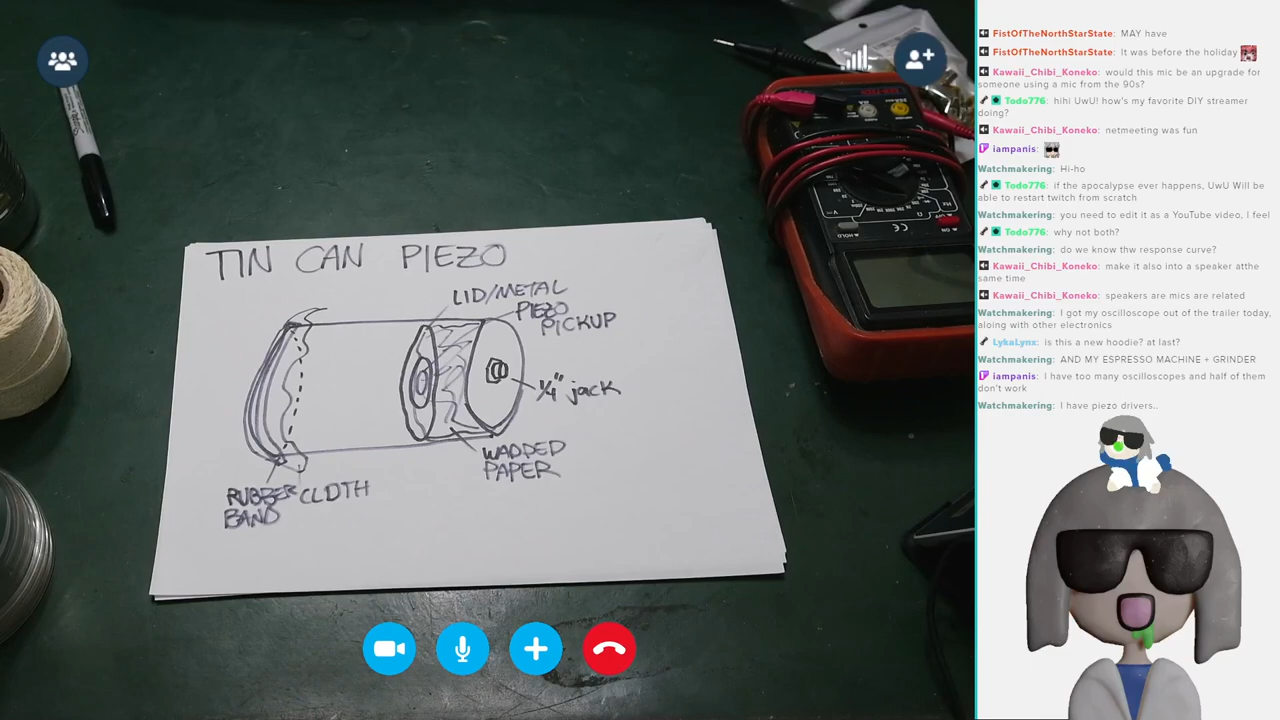 TIN CAN PIEZO
LID/METAL
PIEZO
PICKUP
1/4" jack
WADDED
PAPER
RUBBER
BAND
CLOTH
HOLD
FistOfTheNorthStarState: MAY have
FistOfTheNorthStarState: It was before the holiday
Kawaii_Chibi_Koneko: would this mic be an upgrade for
someone using a mic from the 90s?
Todo776: hihi UwU! how's my favorite DIY streamer
doing?
Kawaii_Chibi_Koneko: netmeeting was fun
iampanis:
Watchmakering: Hi-ho
Todo776: if the apocalypse ever happens, UwU Will be
able to restart twitch from scratch
Watchmakering: you need to edit it as a YouTube video, I feel
Todo776: why not both?
Watchmakering: do we know thw response curve?
Kawaii_Chibi_Koneko: make it also into a speaker atthe
same time
Kawaii_Chibi_Koneko: speakers are mics are related
Watchmakering: I got my oscilloscope out of the trailer today,
along with other electronics
LykaLynx: is this a new hoodie? at last?
Watchmakering: AND MY ESPRESSO MACHINE + GRINDER
iampanis: I have too many oscilloscopes and half of them
don't work
Watchmakering: I have piezo drivers..